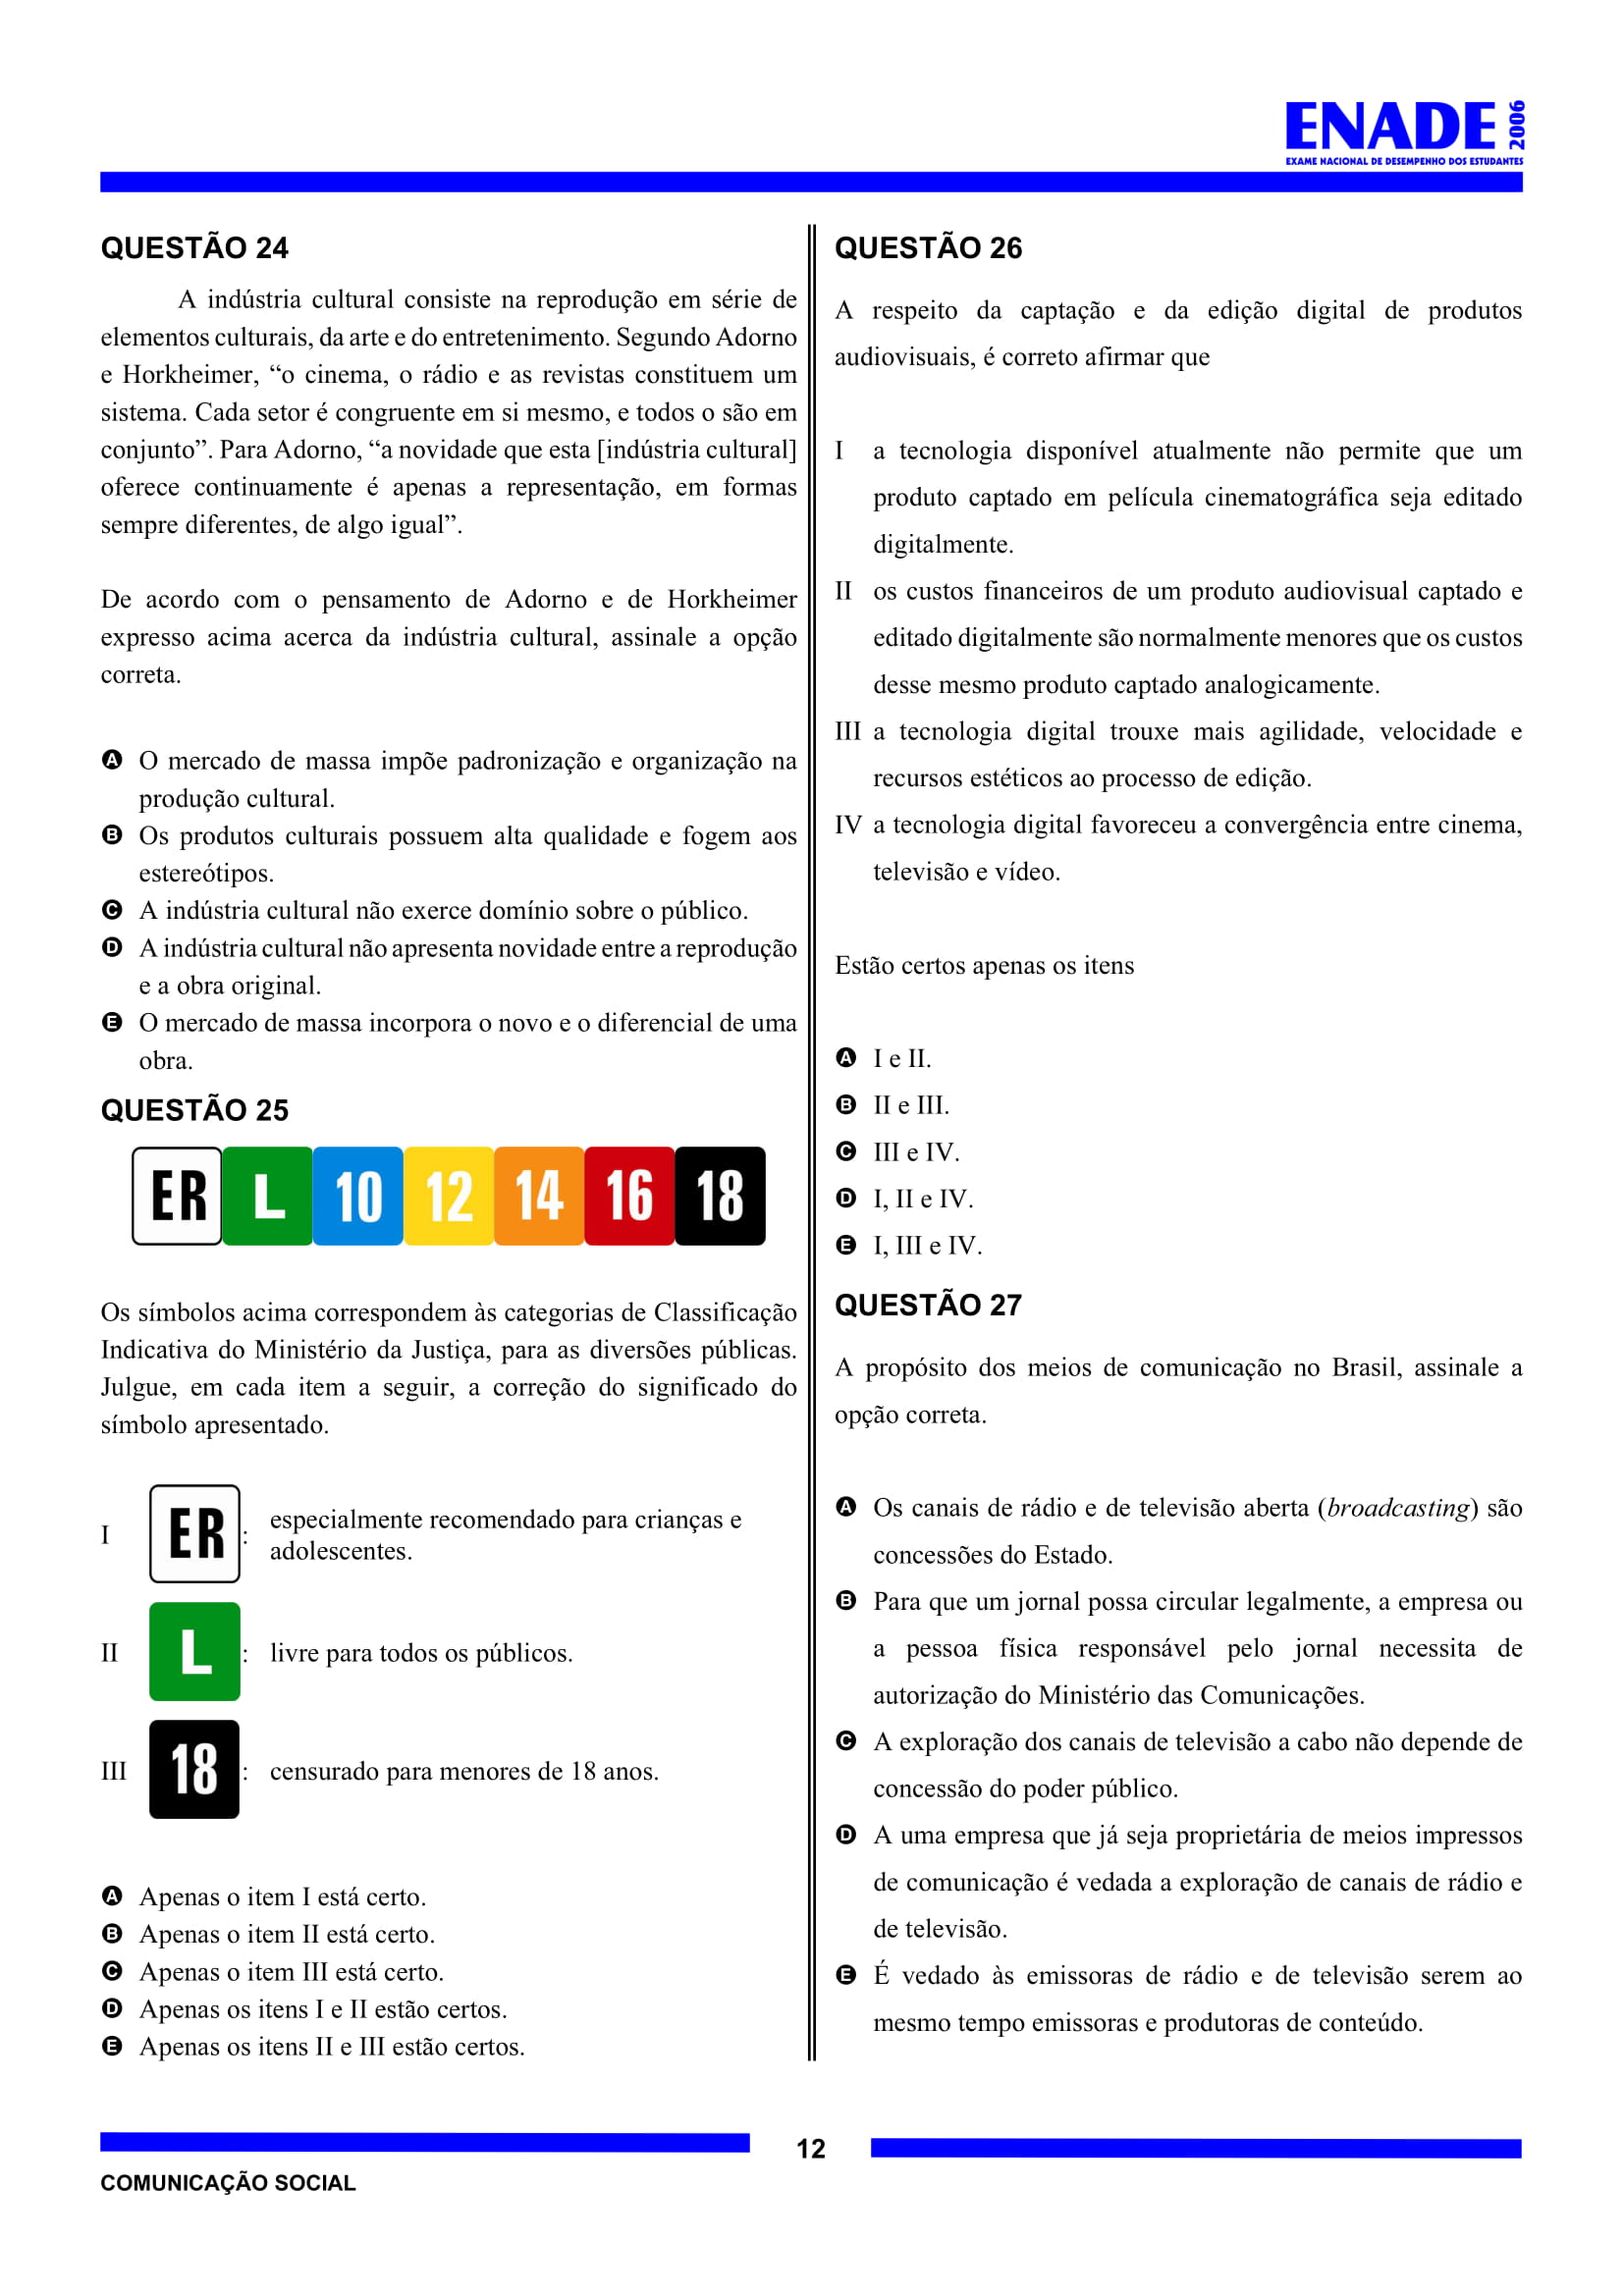 ENADE 2006
EXAME NACIONAL DE DESEMPENHO DOS ESTUDANTES
QUESTÃO 24
A indústria cultural consiste na reprodução em série de
elementos culturais, da arte e do entretenimento. Segundo Adorno
e Horkheimer, “o cinema, o rádio e as revistas constituem um
sistema. Cada setor é congruente em si mesmo, e todos o são em
conjunto”. Para Adorno, “a novidade que esta [indústria cultural]
oferece continuamente é apenas a representação, em formas
sempre diferentes, de algo igual”.
De acordo com o pensamento de Adorno e de Horkheimer
expresso acima acerca da indústria cultural, assinale a opção
correta.
A O mercado de massa impõe padronização e organização na
produção cultural.
B Os produtos culturais possuem alta qualidade e fogem aos
estereótipos.
C A indústria cultural não exerce domínio sobre o público.
D A indústria cultural não apresenta novidade entre a reprodução
e a obra original.
E O mercado de massa incorpora o novo e o diferencial de uma
obra.
QUESTÃO 25
ER L 10 12 14 16 18
Os símbolos acima correspondem às categorias de Classificação
Indicativa do Ministério da Justiça, para as diversões públicas.
Julgue, em cada item a seguir, a correção do significado do
símbolo apresentado.
I ER : especialmente recomendado para crianças e
adolescentes.
II L : livre para todos os públicos.
III 18 : censurado para menores de 18 anos.
A Apenas o item I está certo.
B Apenas o item II está certo.
C Apenas o item III está certo.
D Apenas os itens I e II estão certos.
E Apenas os itens II e III estão certos.
QUESTÃO 26
A respeito da captação e da edição digital de produtos
audiovisuais, é correto afirmar que
I a tecnologia disponível atualmente não permite que um
produto captado em película cinematográfica seja editado
digitalmente.
II os custos financeiros de um produto audiovisual captado e
editado digitalmente são normalmente menores que os custos
desse mesmo produto captado analogicamente.
III a tecnologia digital trouxe mais agilidade, velocidade e
recursos estéticos ao processo de edição.
IV a tecnologia digital favoreceu a convergência entre cinema,
televisão e vídeo.
Estão certos apenas os itens
A I e II.
B II e III.
C III e IV.
D I, II e IV.
E I, III e IV.
QUESTÃO 27
A propósito dos meios de comunicação no Brasil, assinale a
opção correta.
A Os canais de rádio e de televisão aberta (broadcasting) são
concessões do Estado.
B Para que um jornal possa circular legalmente, a empresa ou
a pessoa física responsável pelo jornal necessita de
autorização do Ministério das Comunicações.
C A exploração dos canais de televisão a cabo não depende de
concessão do poder público.
D A uma empresa que já seja proprietária de meios impressos
de comunicação é vedada a exploração de canais de rádio e
de televisão.
E É vedado às emissoras de rádio e de televisão serem ao
mesmo tempo emissoras e produtoras de conteúdo.
12
COMUNICAÇÃO SOCIAL